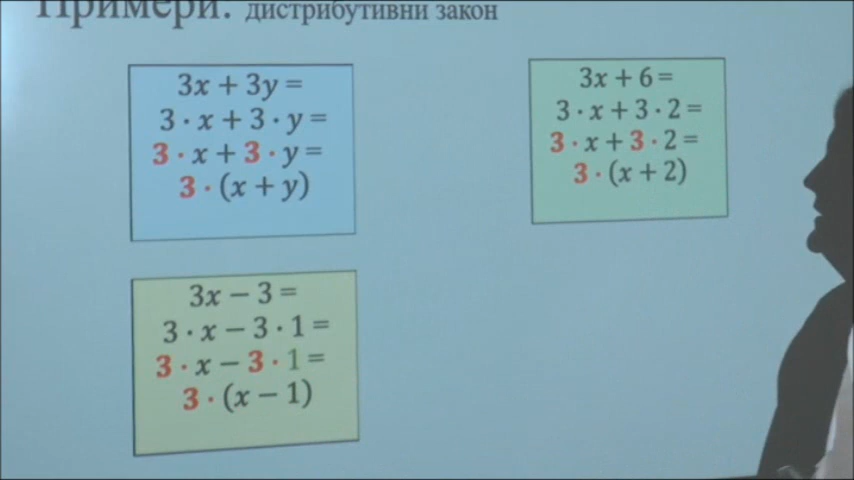 Примери: дистрибутивни закон
3x + 3y =
3 · x + 3 · y =
3 · x + 3 · y =
3 · (x + y)
3x + 6 =
3 · x + 3 · 2 =
3 · x + 3 · 2 =
3 · (x + 2)
3x − 3 =
3 · x − 3 · 1 =
3 · x − 3 · 1 =
3 · (x − 1)